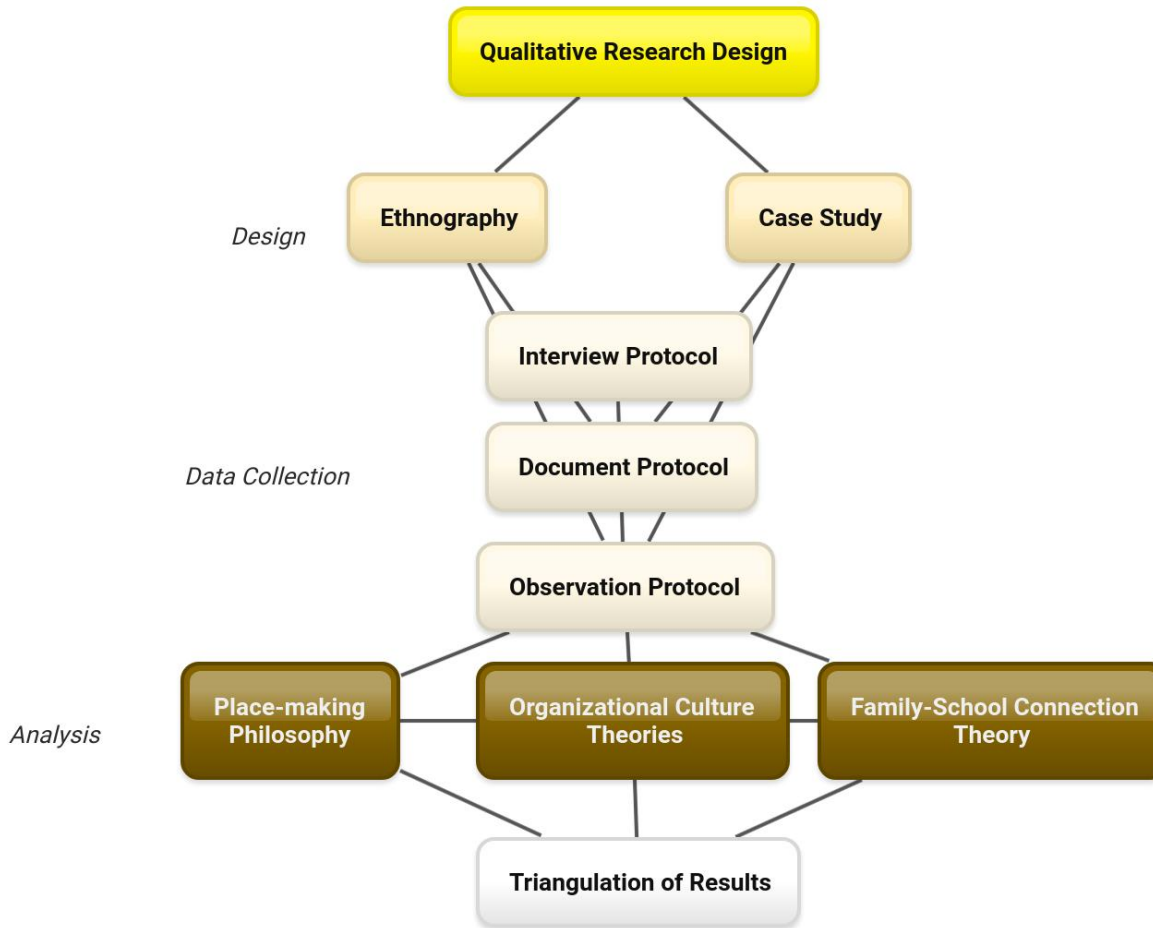 Qualitative Research Design
Ethnography
Case Study
Design
Interview Protocol
Document Protocol
Data Collection
Observation Protocol
Place-making
Philosophy
Organizational Culture
Theories
Family-School Connection
Theory
Analysis
Triangulation of Results